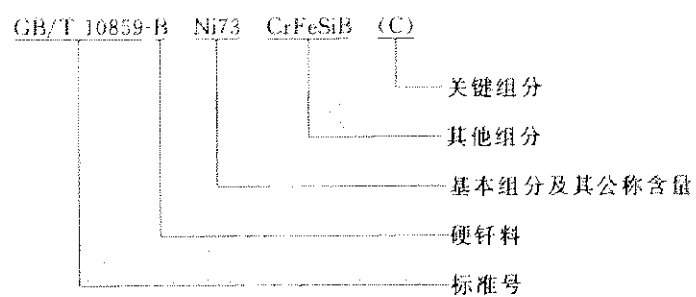 GB/T 10859-B Ni73 CrFeSiB (C)
关键组分
其他组分
基本组分及其公称含量
硬钎料
标准号